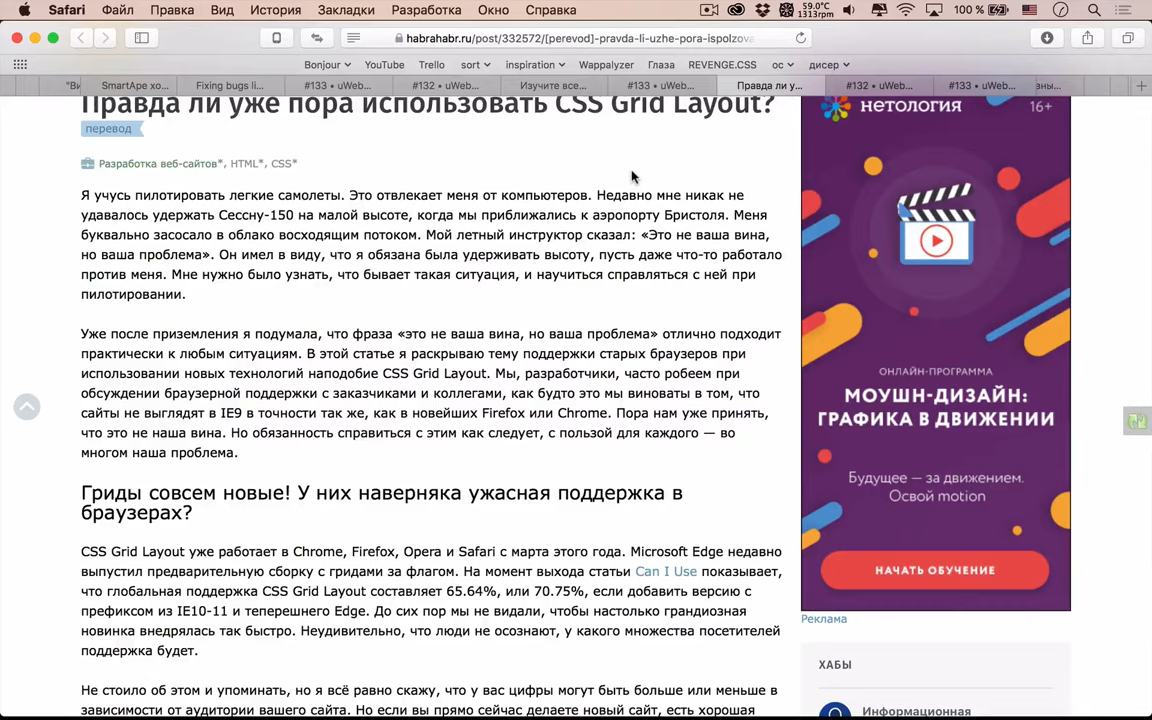 Safari Файл Правка Вид История Закладки Разработка Окно Справка 59.0°C 1313rpm 100 %
habrahabr.ru/post/332572/[perevod]-pravda-li-uzhe-pora-ispolzova
Bonjour YouTube Trello sort inspiration Wappalyzer Глаза REVENGE.CSS ос дисер
"Ви SmartApe хо... Fixing bugs li... #133 • uWeb... #132 • uWeb... Изучите все... #133 • uWeb... Правда ли у... #132 • uWeb... #133 • uWeb... зны...
Правда ли уже пора использовать CSS Grid Layout?
перевод
Разработка веб-сайтов*, HTML*, CSS*
Я учусь пилотировать легкие самолеты. Это отвлекает меня от компьютеров. Недавно мне никак не
удавалось удержать Сессну-150 на малой высоте, когда мы приближались к аэропорту Бристоля. Меня
буквально засосало в облако восходящим потоком. Мой летный инструктор сказал: «Это не ваша вина,
но ваша проблема». Он имел в виду, что я обязана была удерживать высоту, пусть даже что-то работало
против меня. Мне нужно было узнать, что бывает такая ситуация, и научиться справляться с ней при
пилотировании.
Уже после приземления я подумала, что фраза «это не ваша вина, но ваша проблема» отлично подходит
практически к любым ситуациям. В этой статье я раскрываю тему поддержки старых браузеров при
использовании новых технологий наподобие CSS Grid Layout. Мы, разработчики, часто робеем при
обсуждении браузерной поддержки с заказчиками и коллегами, как будто это мы виноваты в том, что
сайты не выглядят в IE9 в точности так же, как в новейших Firefox или Chrome. Пора нам уже принять,
что это не наша вина. Но обязанность справиться с этим как следует, с пользой для каждого — во
многом наша проблема.
Гриды совсем новые! У них наверняка ужасная поддержка в
браузерах?
CSS Grid Layout уже работает в Chrome, Firefox, Opera и Safari с марта этого года. Microsoft Edge недавно
выпустил предварительную сборку с гридами за флагом. На момент выхода статьи Can I Use показывает,
что глобальная поддержка CSS Grid Layout составляет 65.64%, или 70.75%, если добавить версию с
префиксом из IE10-11 и теперешнего Edge. До сих пор мы не видали, чтобы настолько грандиозная
новинка внедрялась так быстро. Неудивительно, что люди не осознают, у какого множества посетителей
поддержка будет.
Не стоило об этом и упоминать, но я всё равно скажу, что у вас цифры могут быть больше или меньше в
зависимости от аудитории вашего сайта. Но если вы прямо сейчас делаете новый сайт, есть хорошая
нетология 16+
ОНЛАЙН-ПРОГРАММА
МОУШН-ДИЗАЙН:
ГРАФИКА В ДВИЖЕНИИ
Будущее — за движением.
Освой motion
НАЧАТЬ ОБУЧЕНИЕ
Реклама
ХАБЫ
Информационная